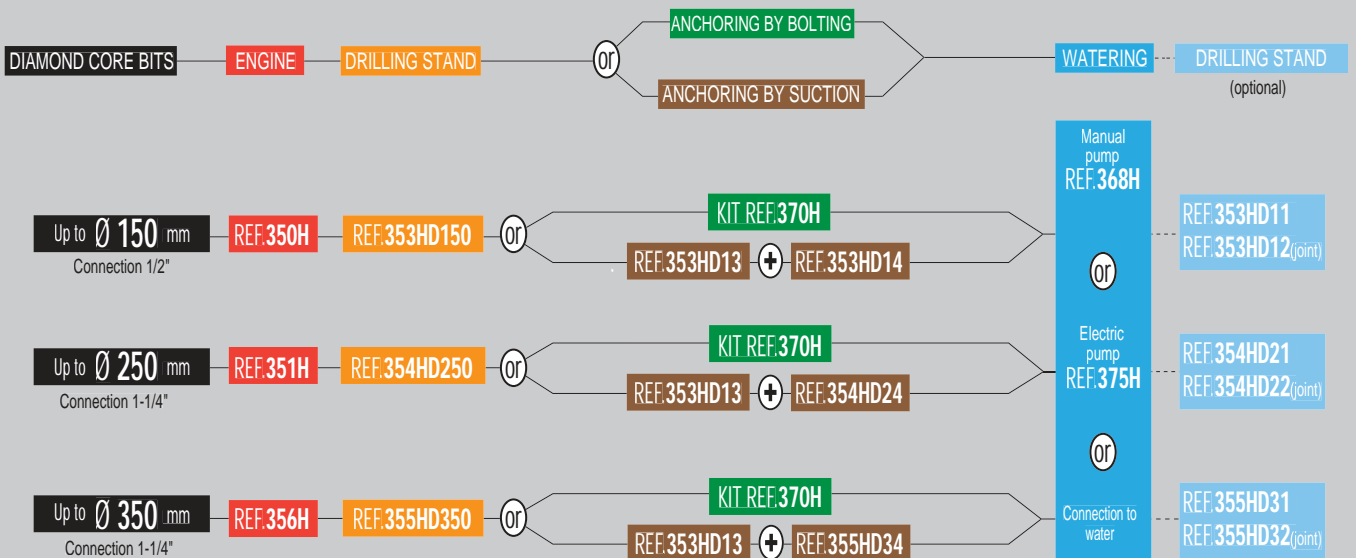 ANCHORING BY BOLTING
DIAMOND CORE BITS ENGINE DRILLING STAND or WATERING DRILLING STAND
(optional)
ANCHORING BY SUCTION
Manual
pump
REF.368H
Up to Ø 150 mm REF.350H REF.353HD150 or
Connection 1/2"
KIT REF.370H
REF.353HD13 + REF.353HD14
REF.353HD11
REF.353HD12(joint)
or
Up to Ø 250 mm REF.351H REF.354HD250 or
Connection 1-1/4"
KIT REF.370H
REF.353HD13 + REF.354HD24
Electric
pump
REF.375H
REF.354HD21
REF.354HD22(joint)
or
Up to Ø 350 mm REF.356H REF.355HD350 or
Connection 1-1/4"
KIT REF.370H
REF.353HD13 + REF.355HD34
Connection to
water
REF.355HD31
REF.355HD32(joint)